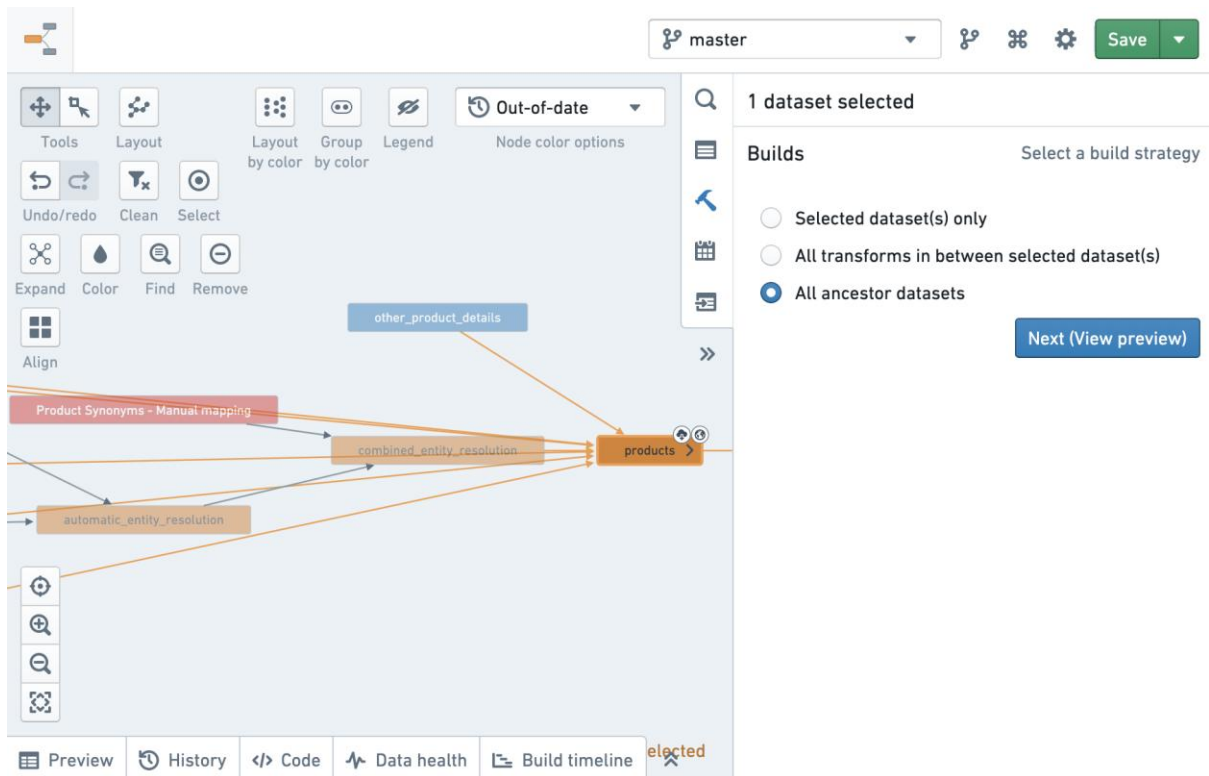 master
Save
Out-of-date
Tools
Layout
Layout by color
Group by color
Legend
Node color options
Undo/redo
Clean
Select
Expand
Color
Find
Remove
Align
other_product_details
Product Synonyms - Manual mapping
combined_entity_resolution
products
automatic_entity_resolution
elected
Preview
History
</> Code
Data health
Build timeline
1 dataset selected
Builds
Select a build strategy
Selected dataset(s) only
All transforms in between selected dataset(s)
All ancestor datasets
Next (View preview)